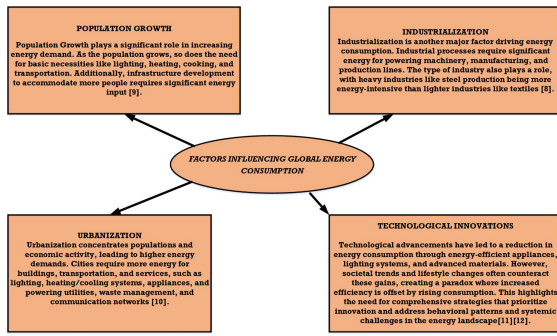 POPULATION GROWTH
Population Growth plays a significant role in increasing
energy demand. As the population grows, so does the need
for basic necessities like lighting, heating, cooking, and
transportation. Additionally, infrastructure development
to accommodate more people requires significant energy
input [9].
INDUSTRIALIZATION
Industrialization is another major factor driving energy
consumption. Industrial processes require significant
energy for powering machinery, manufacturing, and
production lines. The type of industry also plays a role,
with heavy industries like steel production being more
energy-intensive than lighter industries like textiles [8].
FACTORS INFLUENCING GLOBAL ENERGY
CONSUMPTION
URBANIZATION
Urbanization concentrates populations and
economic activity, leading to higher energy
demands. Cities require more energy for
buildings, transportation, and services, such as
lighting, heating/cooling systems, appliances, and
powering utilities, waste management, and
communication networks [10].
TECHNOLOGICAL INNOVATIONS
Technological advancements have led to a reduction in
energy consumption through energy-efficient appliances,
lighting systems, and advanced materials. However,
societal trends and lifestyle changes often counteract
these gains, creating a paradox where increased
efficiency is offset by rising consumption. This highlights
the need for comprehensive strategies that prioritize
innovation and address behavioral patterns and systemic
challenges in the energy landscape[11][12].